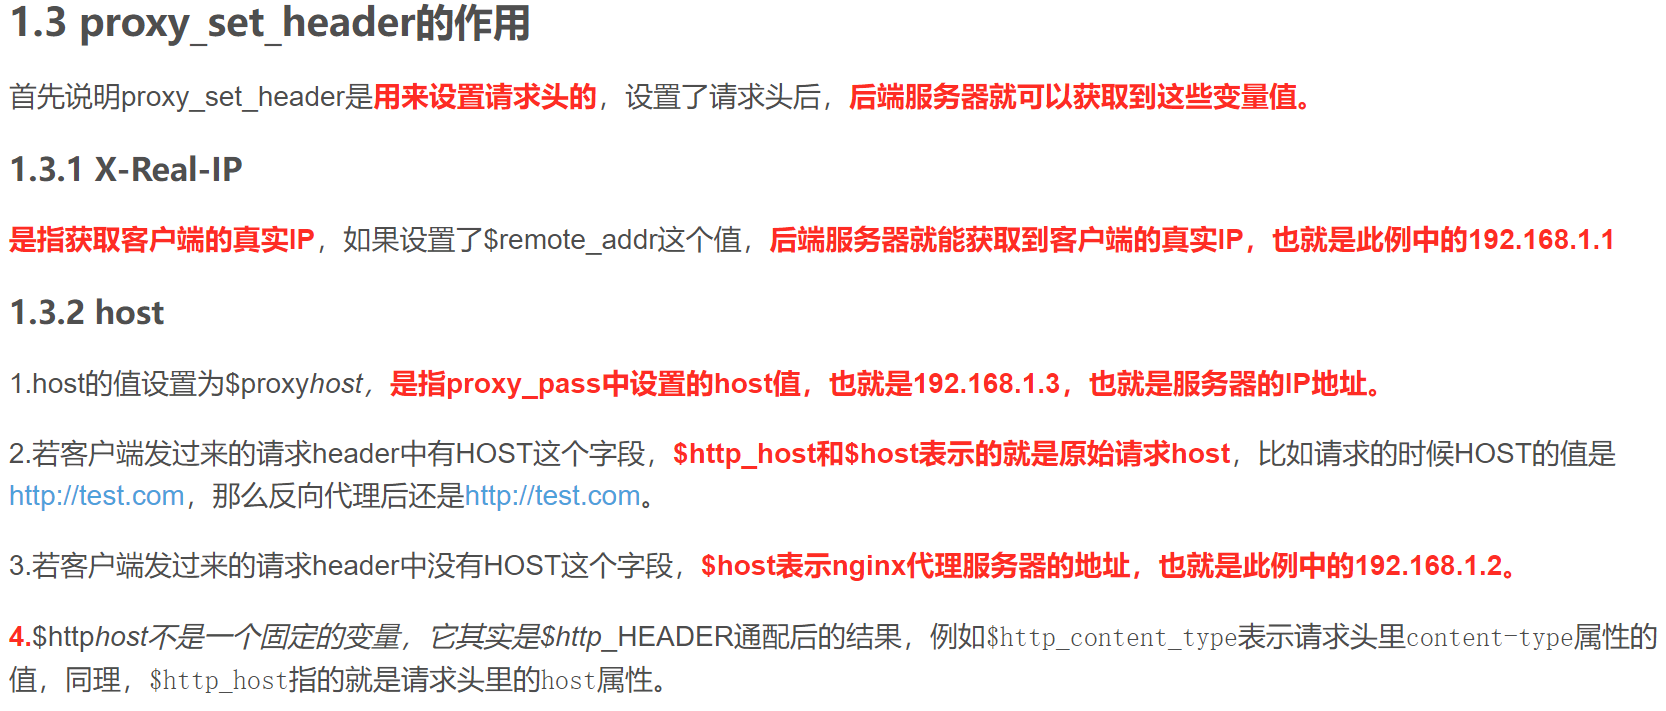 1.3 proxy_set_header的作用
首先说明proxy_set_header是用来设置请求头的，设置了请求头后，后端服务器就可以获取到这些变量值。
1.3.1 X-Real-IP
是指获取客户端的真实IP，如果设置了$remote_addr这个值，后端服务器就能获取到客户端的真实IP，也就是此例中的192.168.1.1
1.3.2 host
1.host的值设置为$proxyhost，是指proxy_pass中设置的host值，也就是192.168.1.3，也就是服务器的IP地址。
2.若客户端发过来的请求header中有HOST这个字段，$http_host和$host表示的就是原始请求host，比如请求的时候HOST的值是
http://test.com，那么反向代理后还是http://test.com。
3.若客户端发过来的请求header中没有HOST这个字段，$host表示nginx代理服务器的地址，也就是此例中的192.168.1.2。
4.$httphost不是一个固定的变量，它其实是$http_HEADER通配后的结果，例如$http_content_type表示请求头里content-type属性的
值，同理，$http_host指的就是请求头里的host属性。